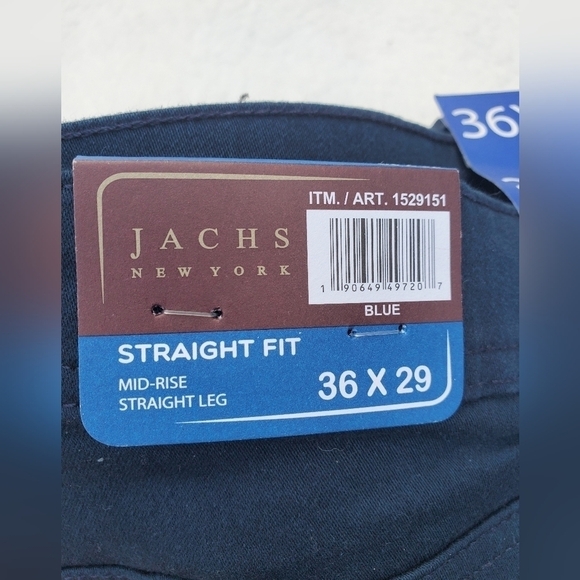 36X
ITM. / ART. 1529151
JACHS
NEW YORK
1 90649 49720 7
BLUE
STRAIGHT FIT
MID-RISE
STRAIGHT LEG
36 X 29